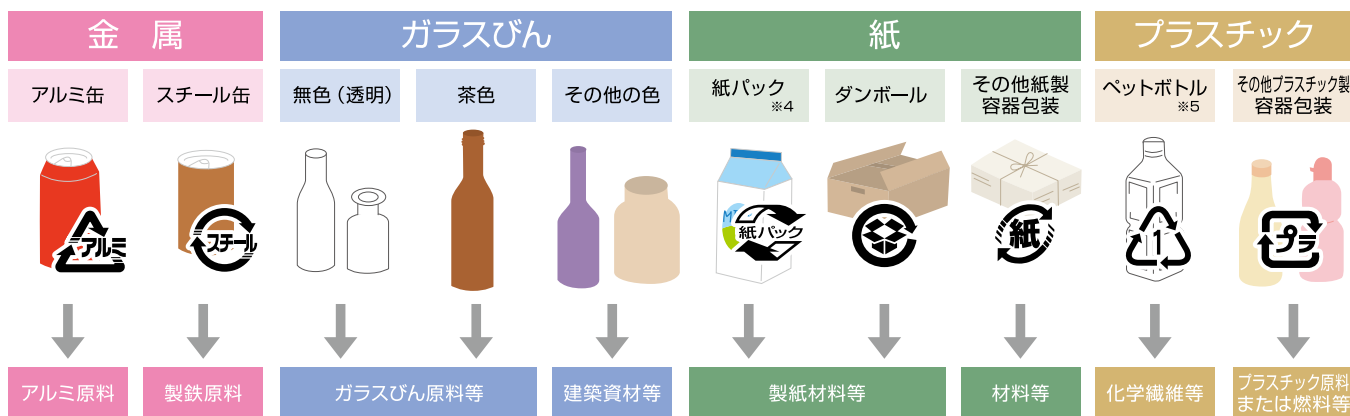 金 属
ガラスびん
紙
プラスチック
アルミ缶
スチール缶
無色（透明）
茶色
その他の色
紙パック
※4
ダンボール
その他紙製
容器包装
ペットボトル
※5
その他プラスチック製
容器包装
アルミ
スチール
紙パック
紙
1
プラ
アルミ原料
製鉄原料
ガラスびん原料等
建築資材等
製紙材料等
材料等
化学繊維等
プラスチック原料
または燃料等